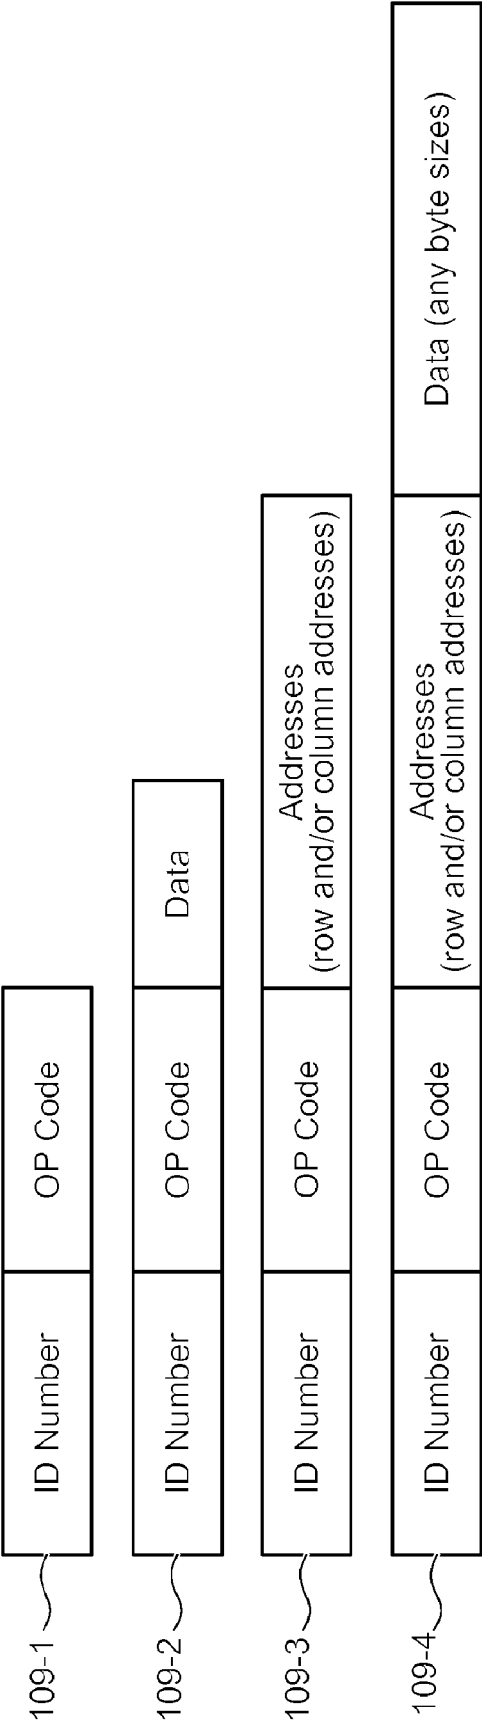 109-1
ID Number
OP Code
109-2
ID Number
OP Code
Data
109-3
ID Number
OP Code
Addresses
(row and/or column addresses)
109-4
ID Number
OP Code
Addresses
(row and/or column addresses)
Data (any byte sizes)